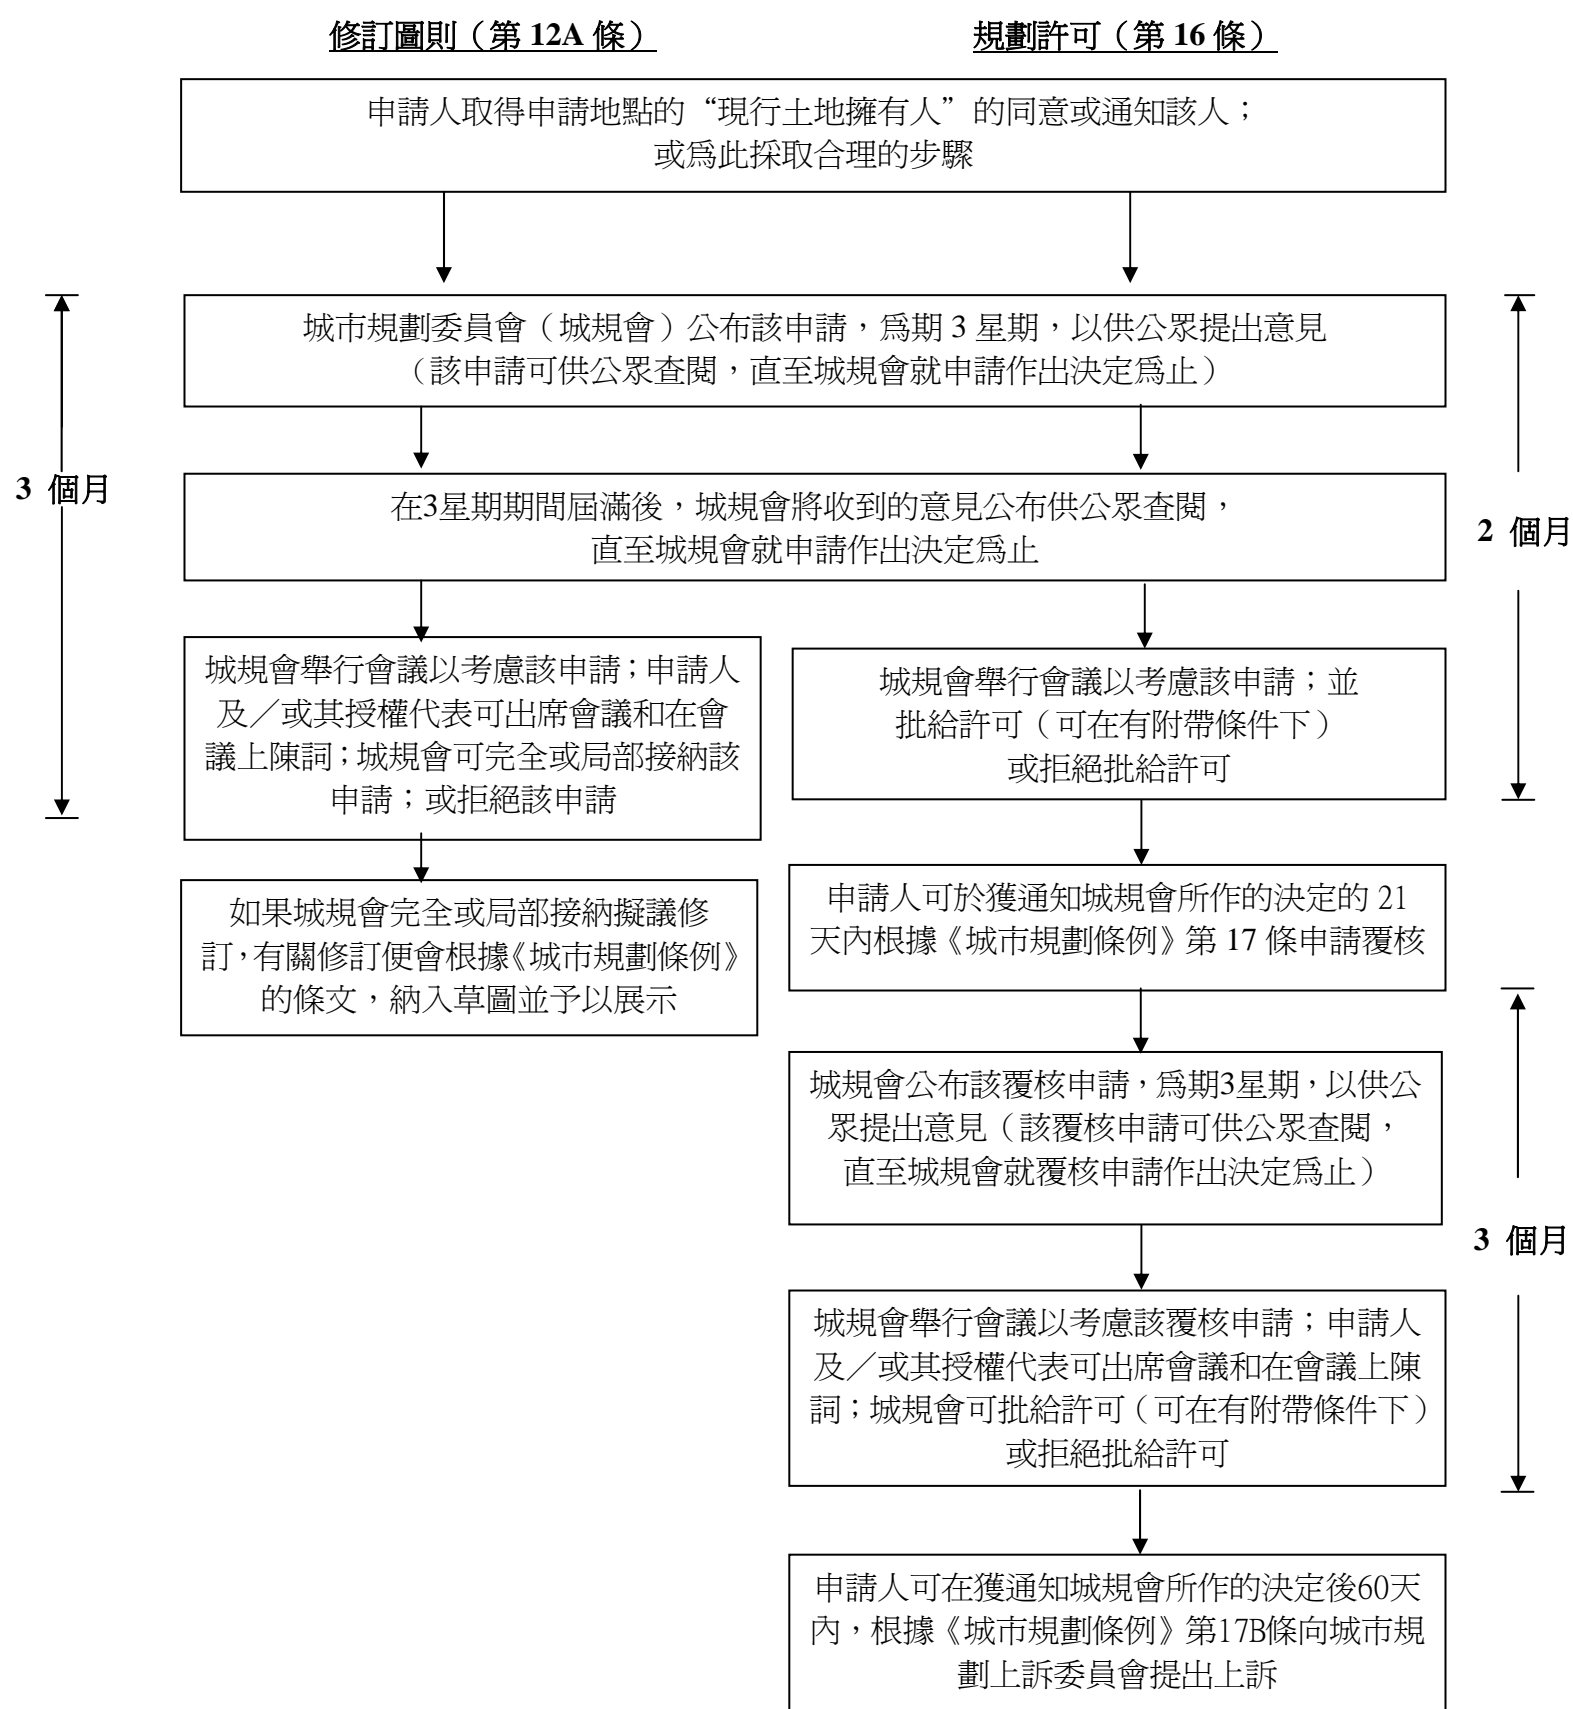 修訂圖則（第 12A 條）
規劃許可（第 16 條）
申請人取得申請地點的“現行土地擁有人”的同意或通知該人；
或爲此採取合理的步驟
城市規劃委員會（城規會）公布該申請，爲期 3 星期，以供公眾提出意見
（該申請可供公眾查閱，直至城規會就申請作出決定爲止）
3 個月
在3星期期間屆滿後，城規會將收到的意見公布供公眾查閱，
直至城規會就申請作出決定爲止
2 個月
城規會舉行會議以考慮該申請；申請人
及／或其授權代表可出席會議和在會
議上陳詞；城規會可完全或局部接納該
申請；或拒絕該申請
城規會舉行會議以考慮該申請；並
批給許可（可在有附帶條件下）
或拒絕批給許可
如果城規會完全或局部接納擬議修
訂，有關修訂便會根據《城市規劃條例》
的條文，納入草圖並予以展示
申請人可於獲通知城規會所作的決定的 21
天內根據《城市規劃條例》第 17 條申請覆核
城規會公布該覆核申請，爲期3星期，以供公
眾提出意見（該覆核申請可供公眾查閱，
直至城規會就覆核申請作出決定爲止）
3 個月
城規會舉行會議以考慮該覆核申請；申請人
及／或其授權代表可出席會議和在會議上陳
詞；城規會可批給許可（可在有附帶條件下）
或拒絕批給許可
申請人可在獲通知城規會所作的決定後60天
內，根據《城市規劃條例》第17B條向城市規
劃上訴委員會提出上訴